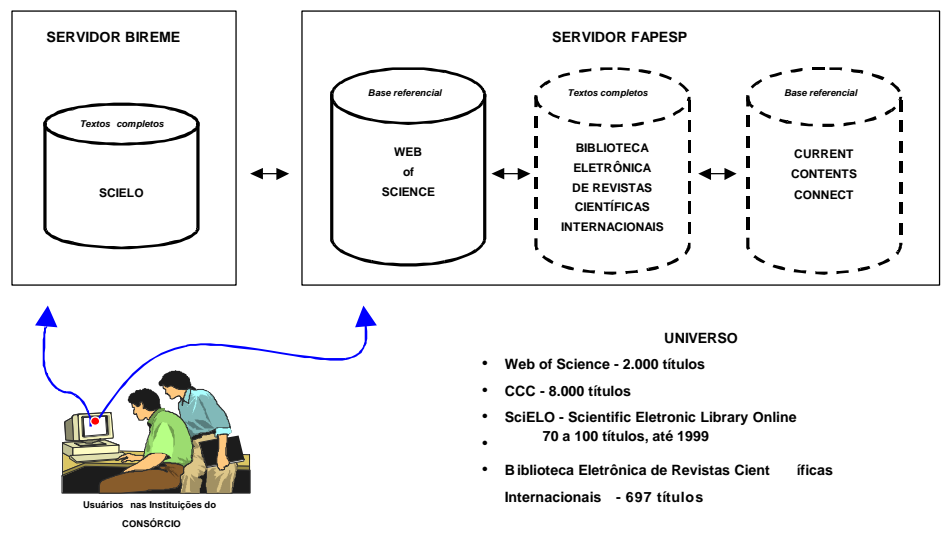 SERVIDOR BIREME
Textos completos
SCIELO
SERVIDOR FAPESP
Base referencial
WEB
of
SCIENCE
Textos completos
BIBLIOTECA
ELETRÔNICA
DE REVISTAS
CIENTÍFICAS
INTERNACIONAIS
Base referencial
CURRENT
CONTENTS
CONNECT
Usuários nas Instituições do
CONSÓRCIO
UNIVERSO
• Web of Science - 2.000 títulos
• CCC - 8.000 títulos
• SciELO - Scientific Eletronic Library Online
• 70 a 100 títulos, até 1999
• Biblioteca Eletrônica de Revistas Cient íficas
Internacionais - 697 títulos